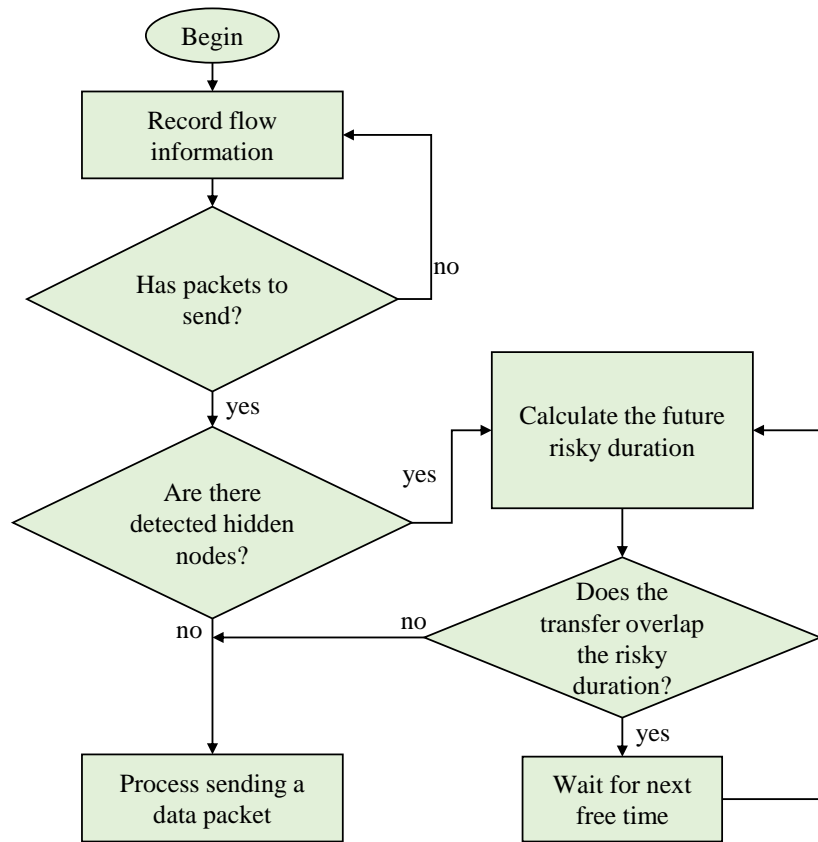 Begin
Record flow
information
Has packets to
send?
no
yes
Are there
detected hidden
nodes?
yes
Calculate the future
risky duration
no
no
Does the
transfer overlap
the risky
duration?
yes
Process sending a
data packet
Wait for next
free time